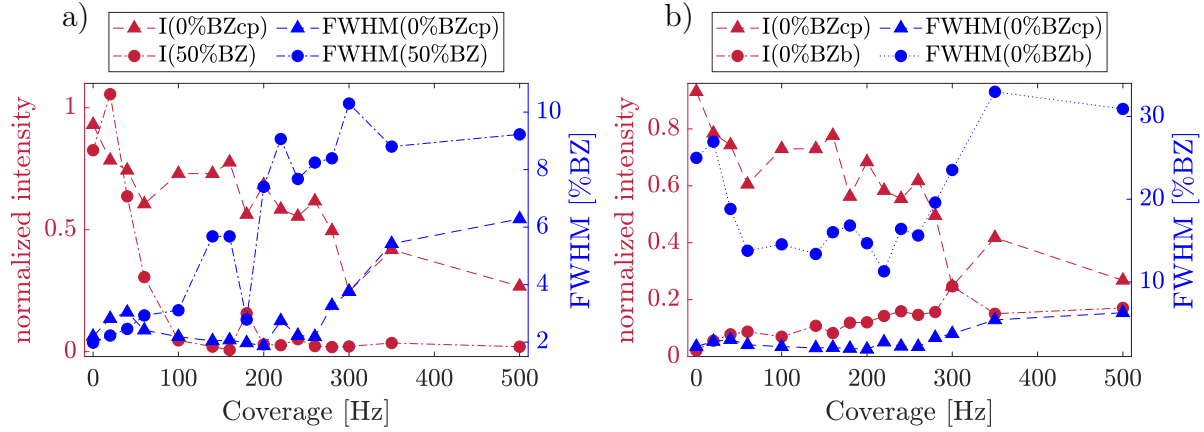 a)
I(0%BZcp) FWHM(0%BZcp)
I(50%BZ) FWHM(50%BZ)
normalized intensity
1
0.5
0
FWHM [%BZ]
10
8
6
4
2
0 100 200 300 400 500
Coverage [Hz]
b)
I(0%BZcp) FWHM(0%BZcp)
I(0%BZb) FWHM(0%BZb)
normalized intensity
0.8
0.6
0.4
0.2
0
FWHM [%BZ]
30
20
10
0 100 200 300 400 500
Coverage [Hz]